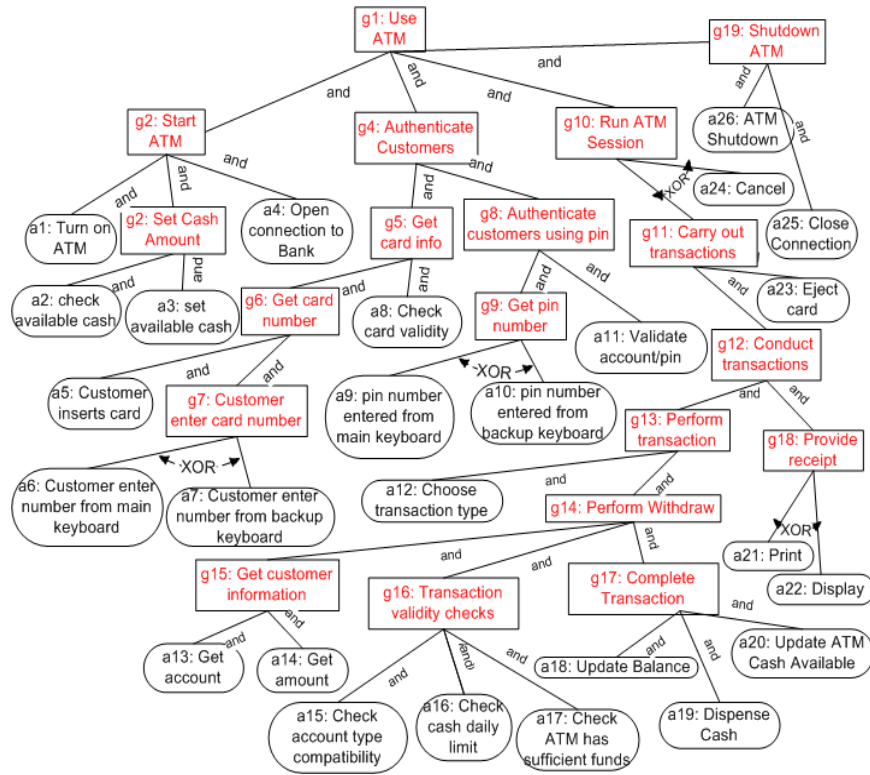 g1: Use
ATM
g19: Shutdown
ATM
and
and
and
and
and
and
and
g2: Start
ATM
g4: Authenticate
Customers
g10: Run ATM
Session
a26: ATM
Shutdown
and
and
and
and
and
XOR
a24: Cancel
a1: Turn on
ATM
g2: Set Cash
Amount
a4: Open
connection to
Bank
g5: Get
card info
g8: Authenticate
customers using pin
g11: Carry out
transactions
a25: Close
Connection
and
and
and
and
and
and
and
and
a2: check
available cash
a3: set
available cash
g6: Get card
number
a8: Check
card validity
g9: Get pin
number
a23: Eject
card
a11: Validate
account/pin
g12: Conduct
transactions
and
and
XOR
a5: Customer
inserts card
g7: Customer
enter card number
a9: pin number
entered from
main keyboard
a10: pin number
entered from
backup keyboard
and
and
g13: Perform
transaction
g18: Provide
receipt
XOR
a6: Customer enter
number from main
keyboard
a7: Customer enter
number from backup
keyboard
a12: Choose
transaction type
and
and
g14: Perform Withdraw
XOR
a21: Print
a22: Display
and
and
and
g15: Get customer
information
g16: Transaction
validity checks
g17: Complete
Transaction
and
and
and
and
and
a13: Get
account
a14: Get
amount
a18: Update Balance
a20: Update ATM
Cash Available
and
and
and
and
a15: Check
account type
compatibility
a16: Check
cash daily
limit
a17: Check
ATM has
sufficient funds
a19: Dispense
Cash